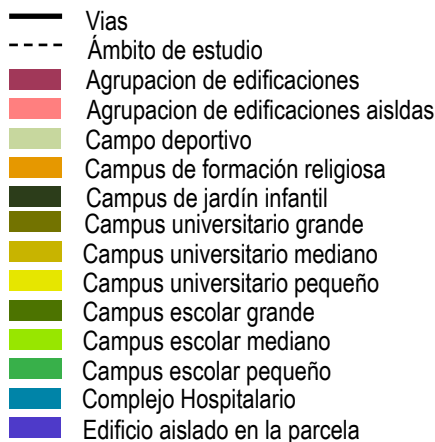 Vias
Ámbito de estudio
Agrupacion de edificaciones
Agrupacion de edificaciones aisldas
Campo deportivo
Campus de formación religiosa
Campus de jardín infantil
Campus universitario grande
Campus universitario mediano
Campus universitario pequeño
Campus escolar grande
Campus escolar mediano
Campus escolar pequeño
Complejo Hospitalario
Edificio aislado en la parcela